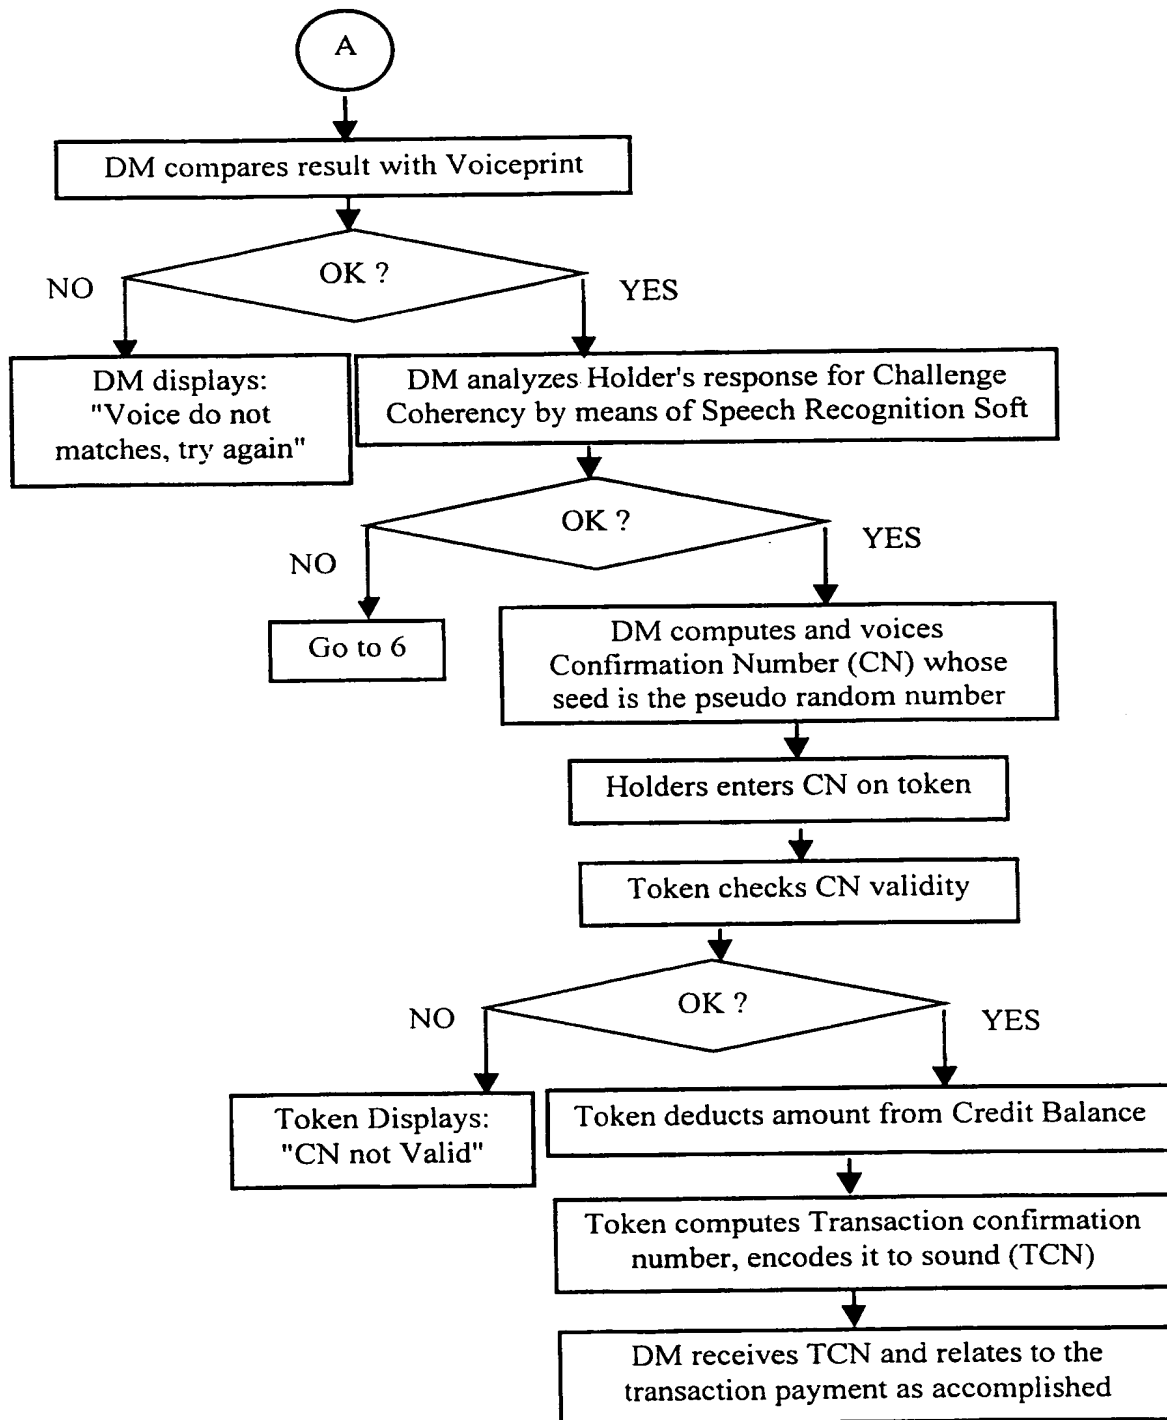 A
DM compares result with Voiceprint
OK ?
NO
YES
DM displays:
"Voice do not
matches, try again"
DM analyzes Holder's response for Challenge
Coherency by means of Speech Recognition Soft
OK ?
NO
YES
Go to 6
DM computes and voices
Confirmation Number (CN) whose
seed is the pseudo random number
Holders enters CN on token
Token checks CN validity
OK ?
NO
YES
Token Displays:
"CN not Valid"
Token deducts amount from Credit Balance
Token computes Transaction confirmation
number, encodes it to sound (TCN)
DM receives TCN and relates to the
transaction payment as accomplished